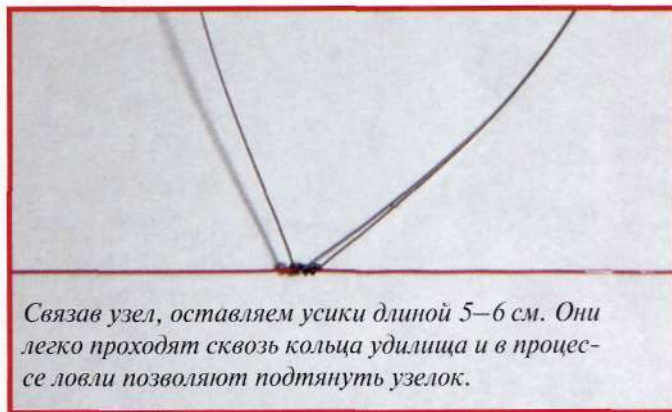 Связав узел, оставляем усики длиной 5–6 см. Они
легко проходят сквозь кольца удилища и в процес-
се ловли позволяют подтянуть узелок.